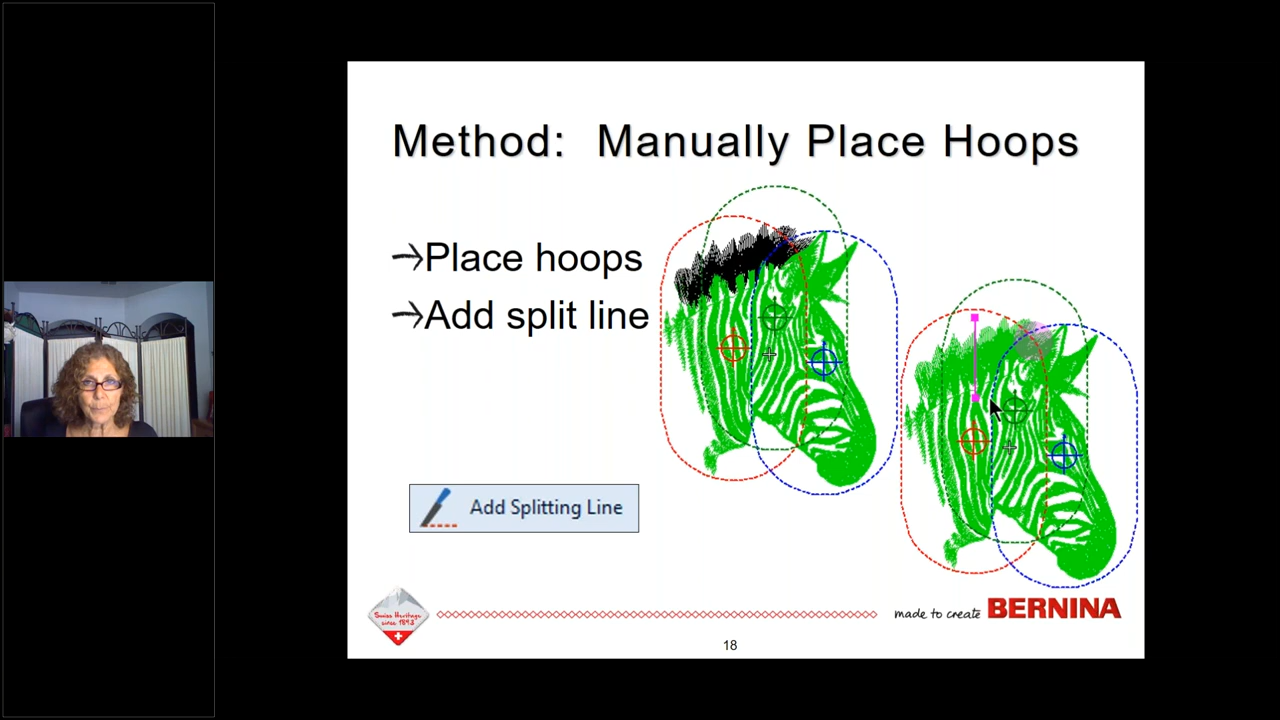 Method: Manually Place Hoops
Place hoops
Add split line
Add Splitting Line
Swiss Heritage
since 1893
made to create BERNINA
18